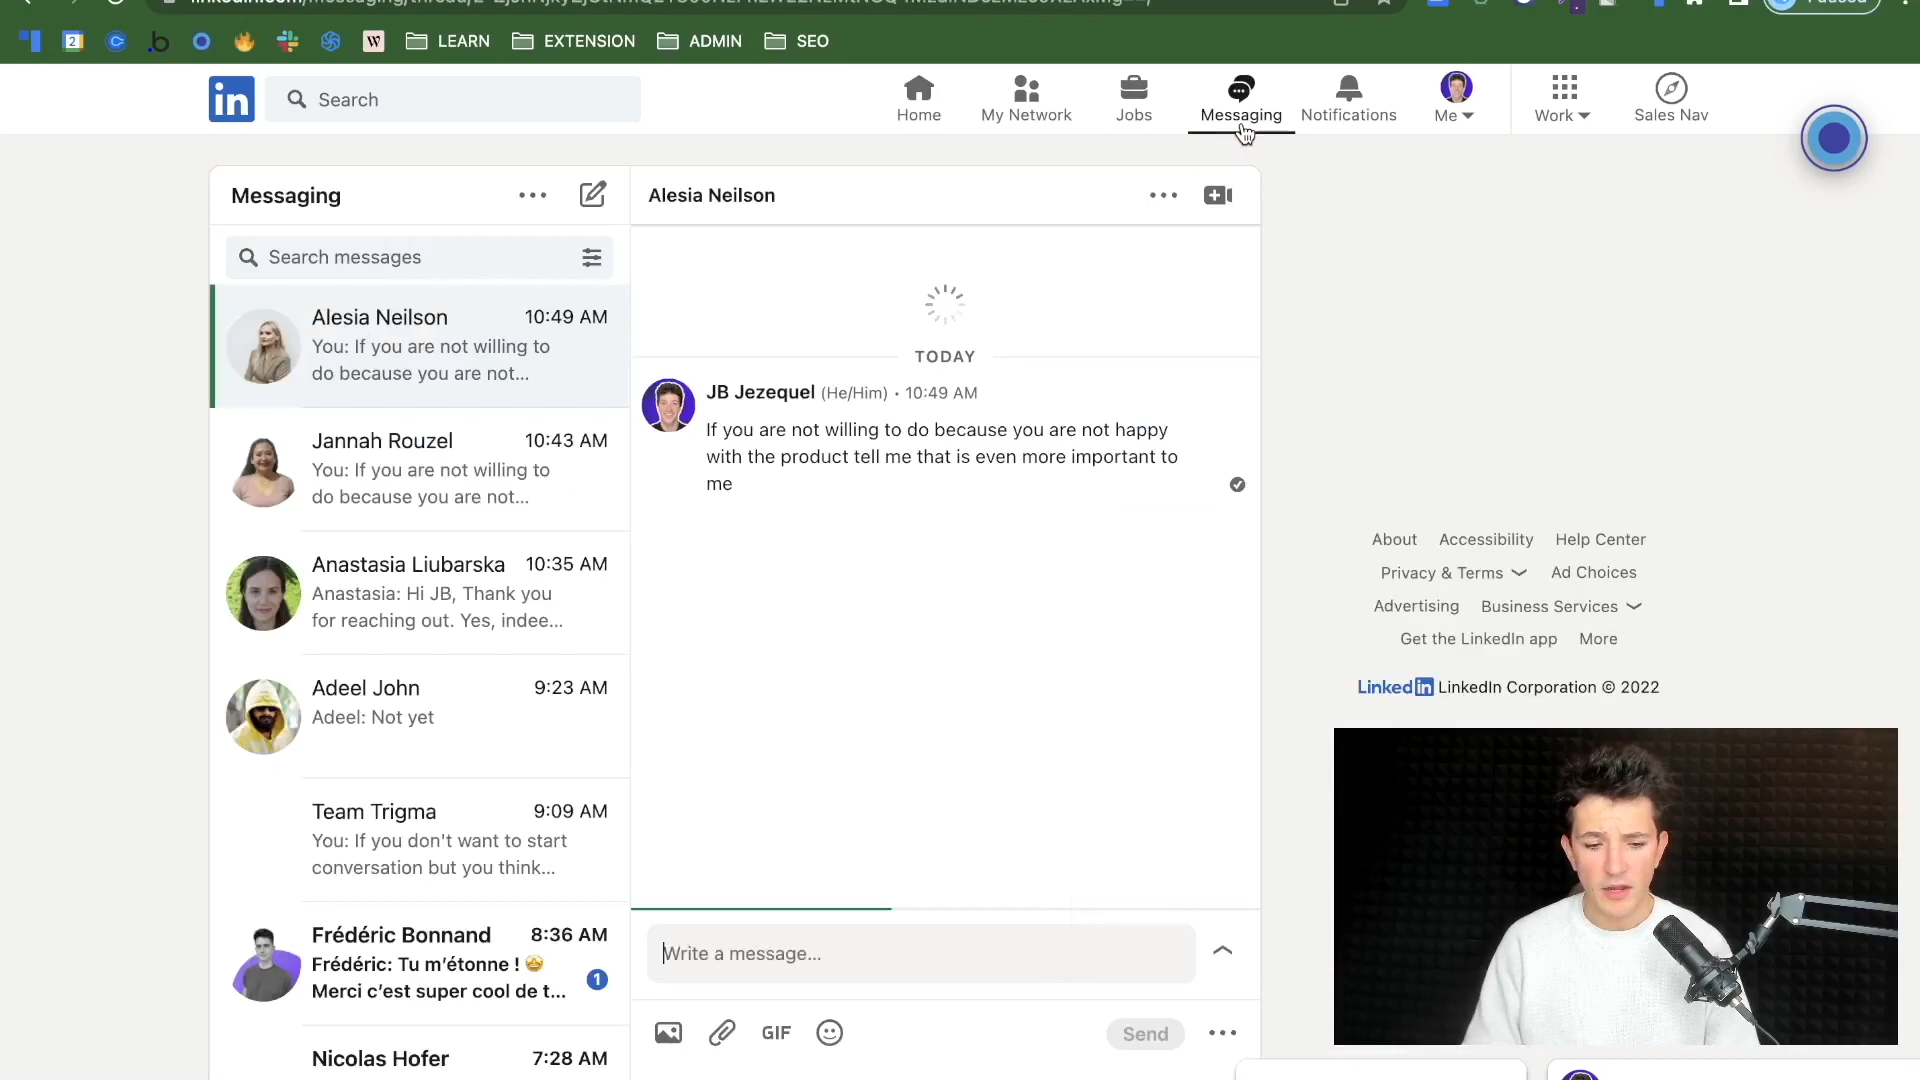 LEARN EXTENSION ADMIN SEO
in Search Home My Network Jobs Messaging Notifications Me Work Sales Nav
Messaging
Search messages
Alesia Neilson 10:49 AM
You: If you are not willing to
do because you are not...
Jannah Rouzel 10:43 AM
You: If you are not willing to
do because you are not...
Anastasia Liubarska 10:35 AM
Anastasia: Hi JB, Thank you
for reaching out. Yes, indee...
Adeel John 9:23 AM
Adeel: Not yet
Team Trigma 9:09 AM
You: If you don't want to start
conversation but you think...
Frédéric Bonnand 8:36 AM
Frédéric: Tu m'étonne ! 🤩
Merci c'est super cool de t... 1
Nicolas Hofer 7:28 AM
Alesia Neilson
TODAY
JB Jezequel (He/Him) • 10:49 AM
If you are not willing to do because you are not happy
with the product tell me that is even more important to
me
Write a message...
GIF Send
About Accessibility Help Center
Privacy & Terms Ad Choices
Advertising Business Services
Get the LinkedIn app More
LinkedIn LinkedIn Corporation © 2022